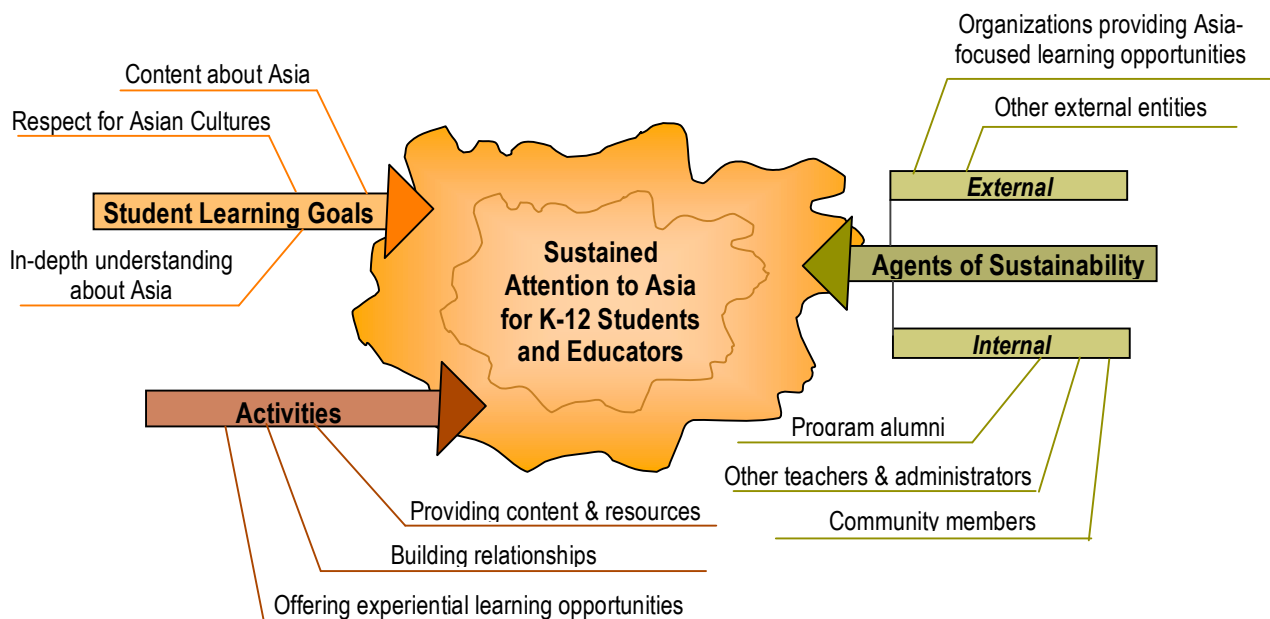 Organizations providing Asia-
focused learning opportunities
Content about Asia
Other external entities
Respect for Asian Cultures
External
Student Learning Goals
In-depth understanding
about Asia
Sustained
Attention to Asia
for K-12 Students
and Educators
Agents of Sustainability
Internal
Activities
Program alumni
Other teachers & administrators
Providing content & resources
Community members
Building relationships
Offering experiential learning opportunities